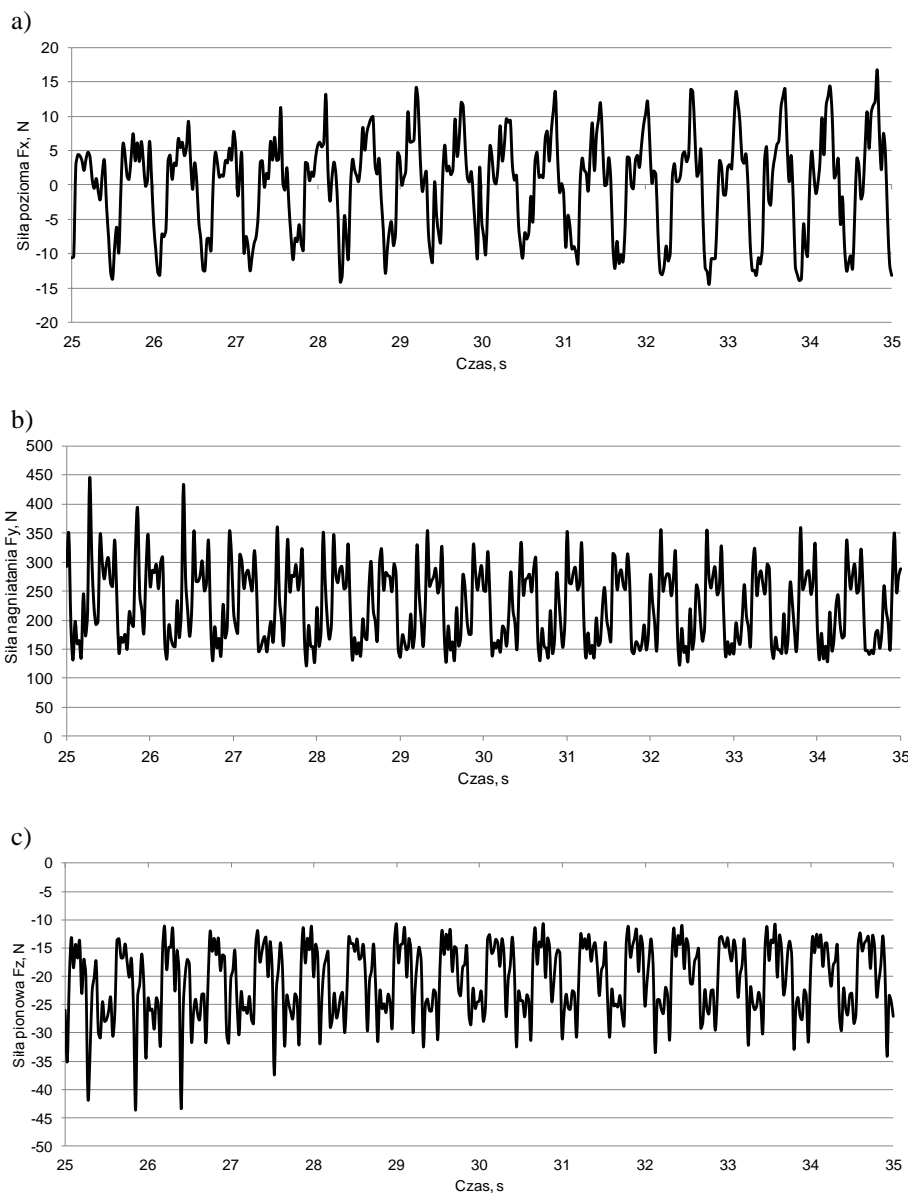 a)
20
15
10
5
0
-5
-10
-15
-20
Siła pozioma Fx, N
25 26 27 28 29 30 31 32 33 34 35
Czas, s
b)
500
450
400
350
300
250
200
150
100
50
0
Siła nagniatania Fy, N
25 26 27 28 29 30 31 32 33 34 35
Czas, s
c)
0
-5
-10
-15
-20
-25
-30
-35
-40
-45
-50
Siła pionowa Fz, N
25 26 27 28 29 30 31 32 33 34 35
Czas, s